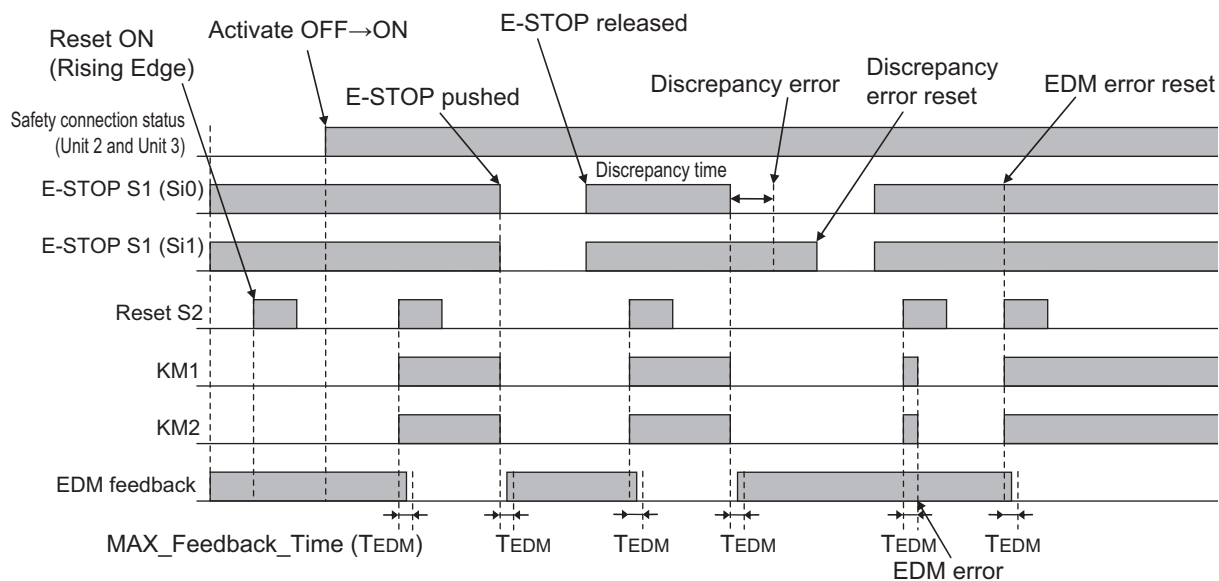 E-STOP released
Activate OFF→ON
Reset ON
(Rising Edge)
Discrepancy error
Discrepancy
error reset
EDM error reset
E-STOP pushed
Safety connection status
(Unit 2 and Unit 3)
Discrepancy time
E-STOP S1 (Si0)
E-STOP S1 (Si1)
Reset S2
KM1
KM2
EDM feedback
MAX_Feedback_Time (TEDM) TEDM TEDM TEDM TEDM TEDM
EDM error